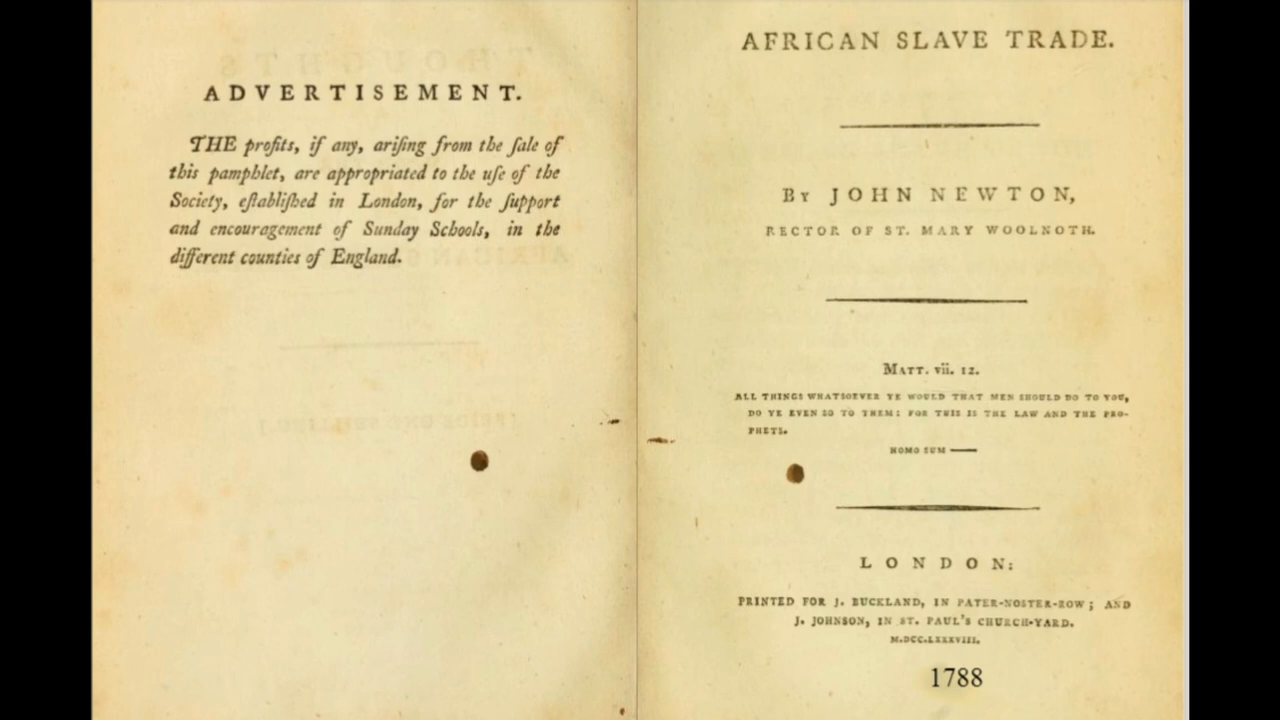 ADVERTISEMENT.
THE profits, if any, ariſing from the ſale of
this pamphlet, are appropriated to the uſe of the
Society, eſtabliſhed in London, for the ſupport
and encouragement of Sunday Schools, in the
different counties of England.
AFRICAN SLAVE TRADE.
BY JOHN NEWTON,
RECTOR OF ST. MARY WOOLNOTH.
MATT. vii. 12.
ALL THINGS WHATSOEVER YE WOULD THAT MEN SHOULD DO TO YOU,
DO YE EVEN SO TO THEM: FOR THIS IS THE LAW AND THE PRO-
PHETS.
HOMO SUM ——
LONDON:
PRINTED FOR J. BUCKLAND, IN PATER-NOSTER-ROW; AND
J. JOHNSON, IN ST. PAUL'S CHURCH-YARD.
M.DCC.LXXXVIII.
1788